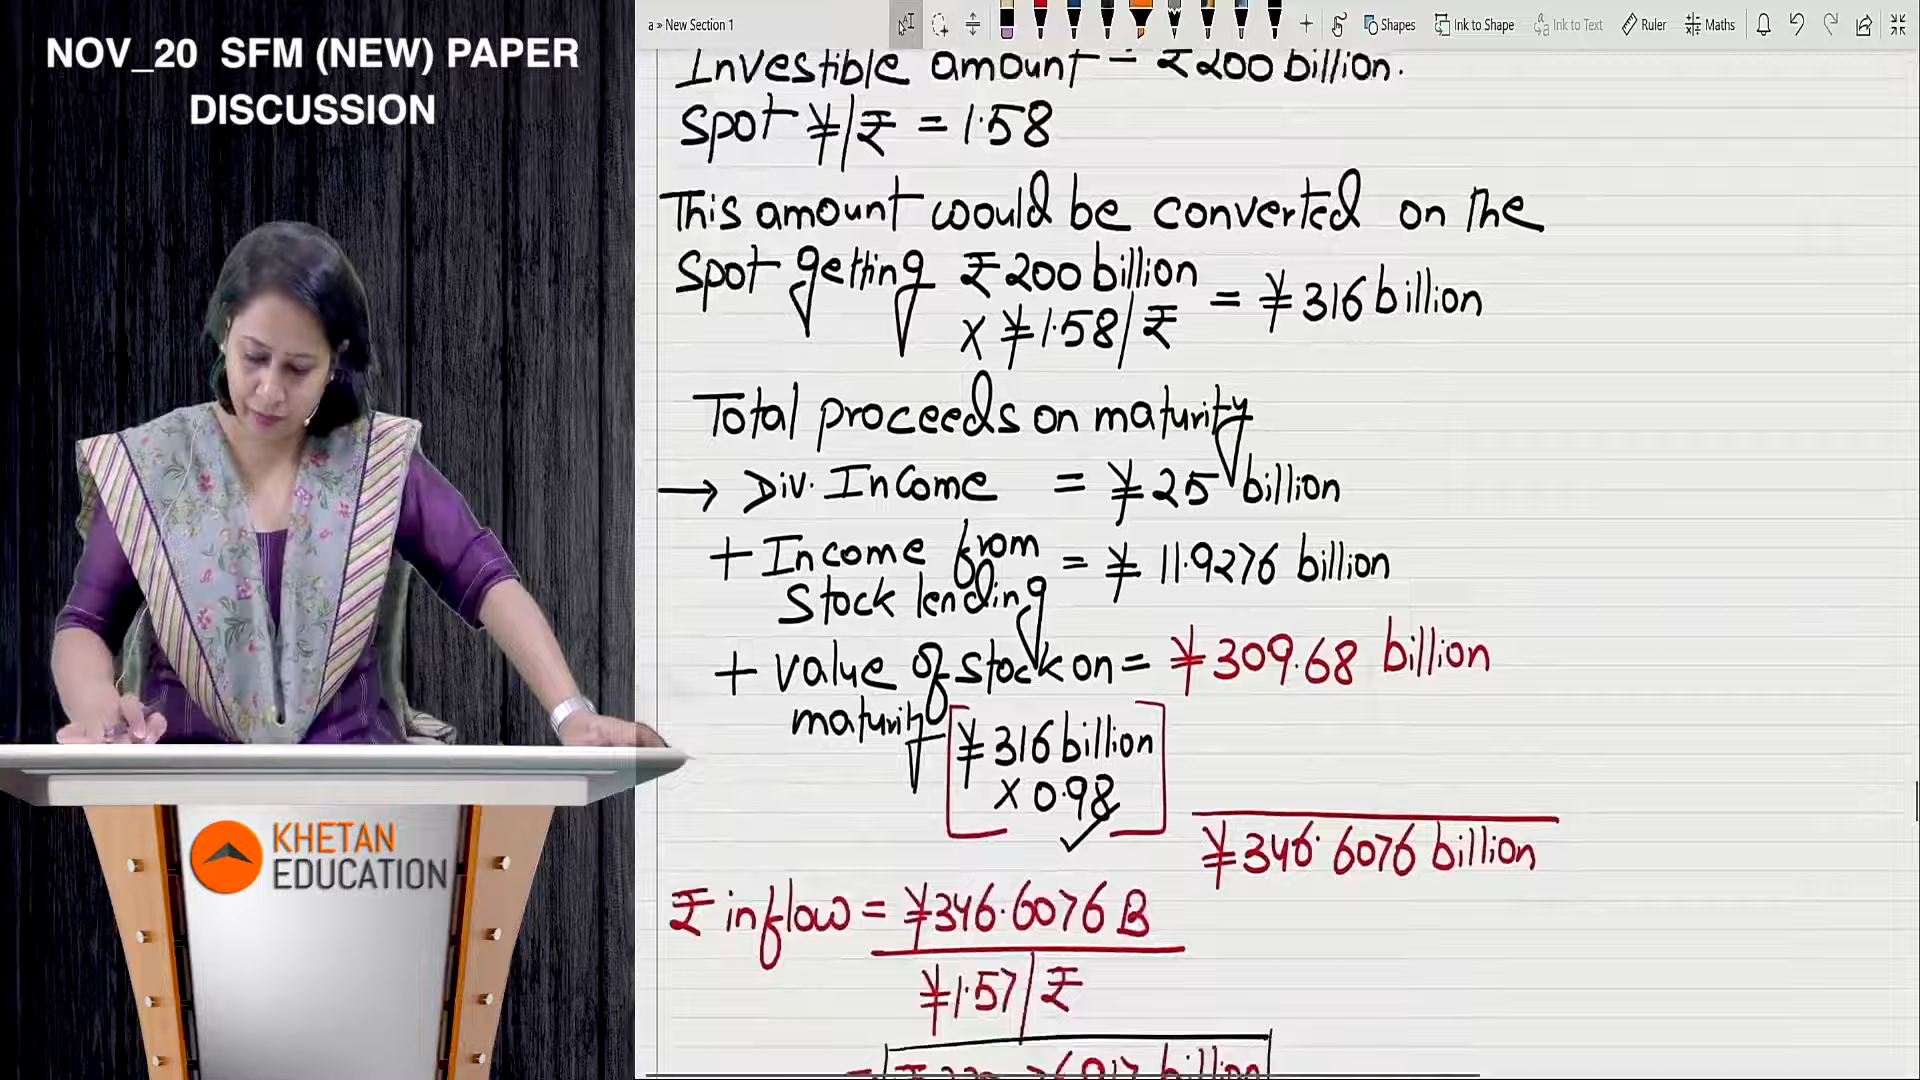 NOV_20 SFM (NEW) PAPER
DISCUSSION
KHETAN
EDUCATION
a » New Section 1
Shapes
Ink to Shape
Ink to Text
Ruler
Maths
Investible amount - ₹200 billion.
Spot ¥/₹ = 1.58
This amount would be converted on the
Spot getting ₹200 billion
x ¥1.58/₹ = ¥316 billion
Total proceeds on maturity
→ Div. Income = ¥25 billion
+ Income from = ¥ 11.9276 billion
Stock lending
+ value of stock on = ¥309.68 billion
maturity
[¥316 billion
x 0.98]
¥346.6076 billion
₹ inflow = ¥346.6076 B
¥1.57/₹
billion